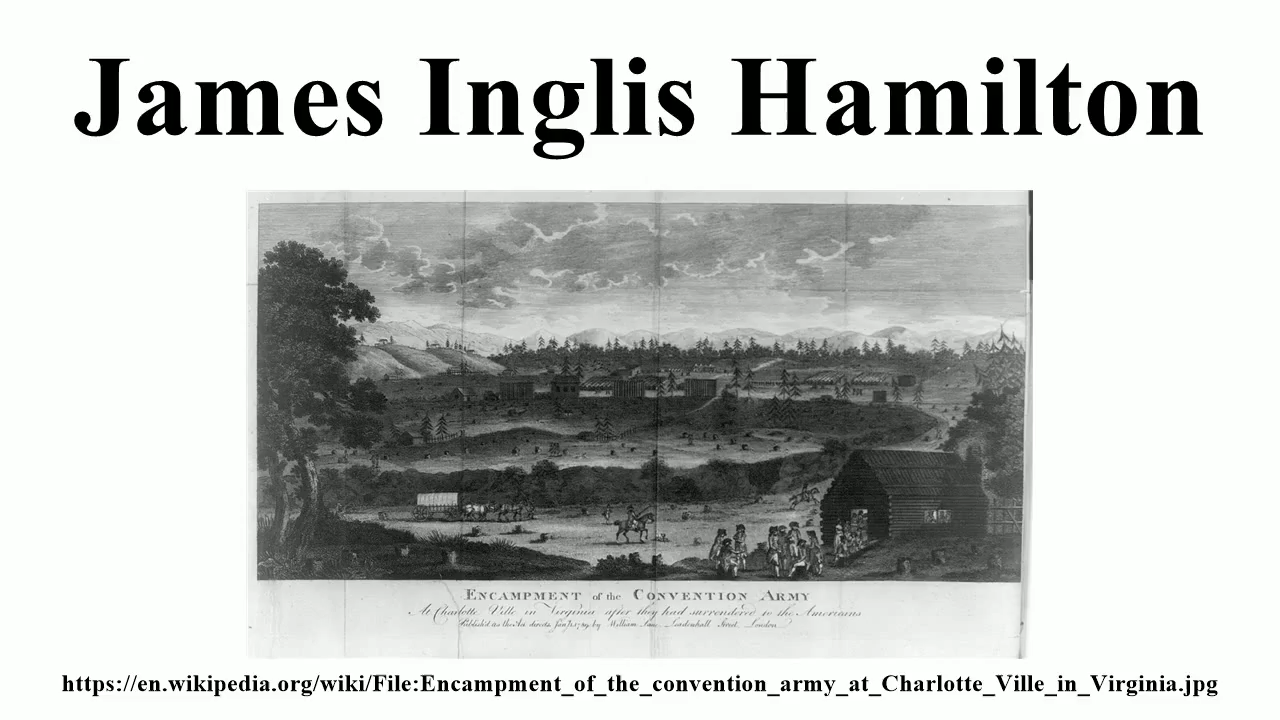 James Inglis Hamilton
ENCAMPMENT of the CONVENTION ARMY
At Charlotte Ville in Virginia after they had surrendered to the Americans
Publish'd as the Act directs by William Lane Leadenhall Street London
https://en.wikipedia.org/wiki/File:Encampment_of_the_convention_army_at_Charlotte_Ville_in_Virginia.jpg